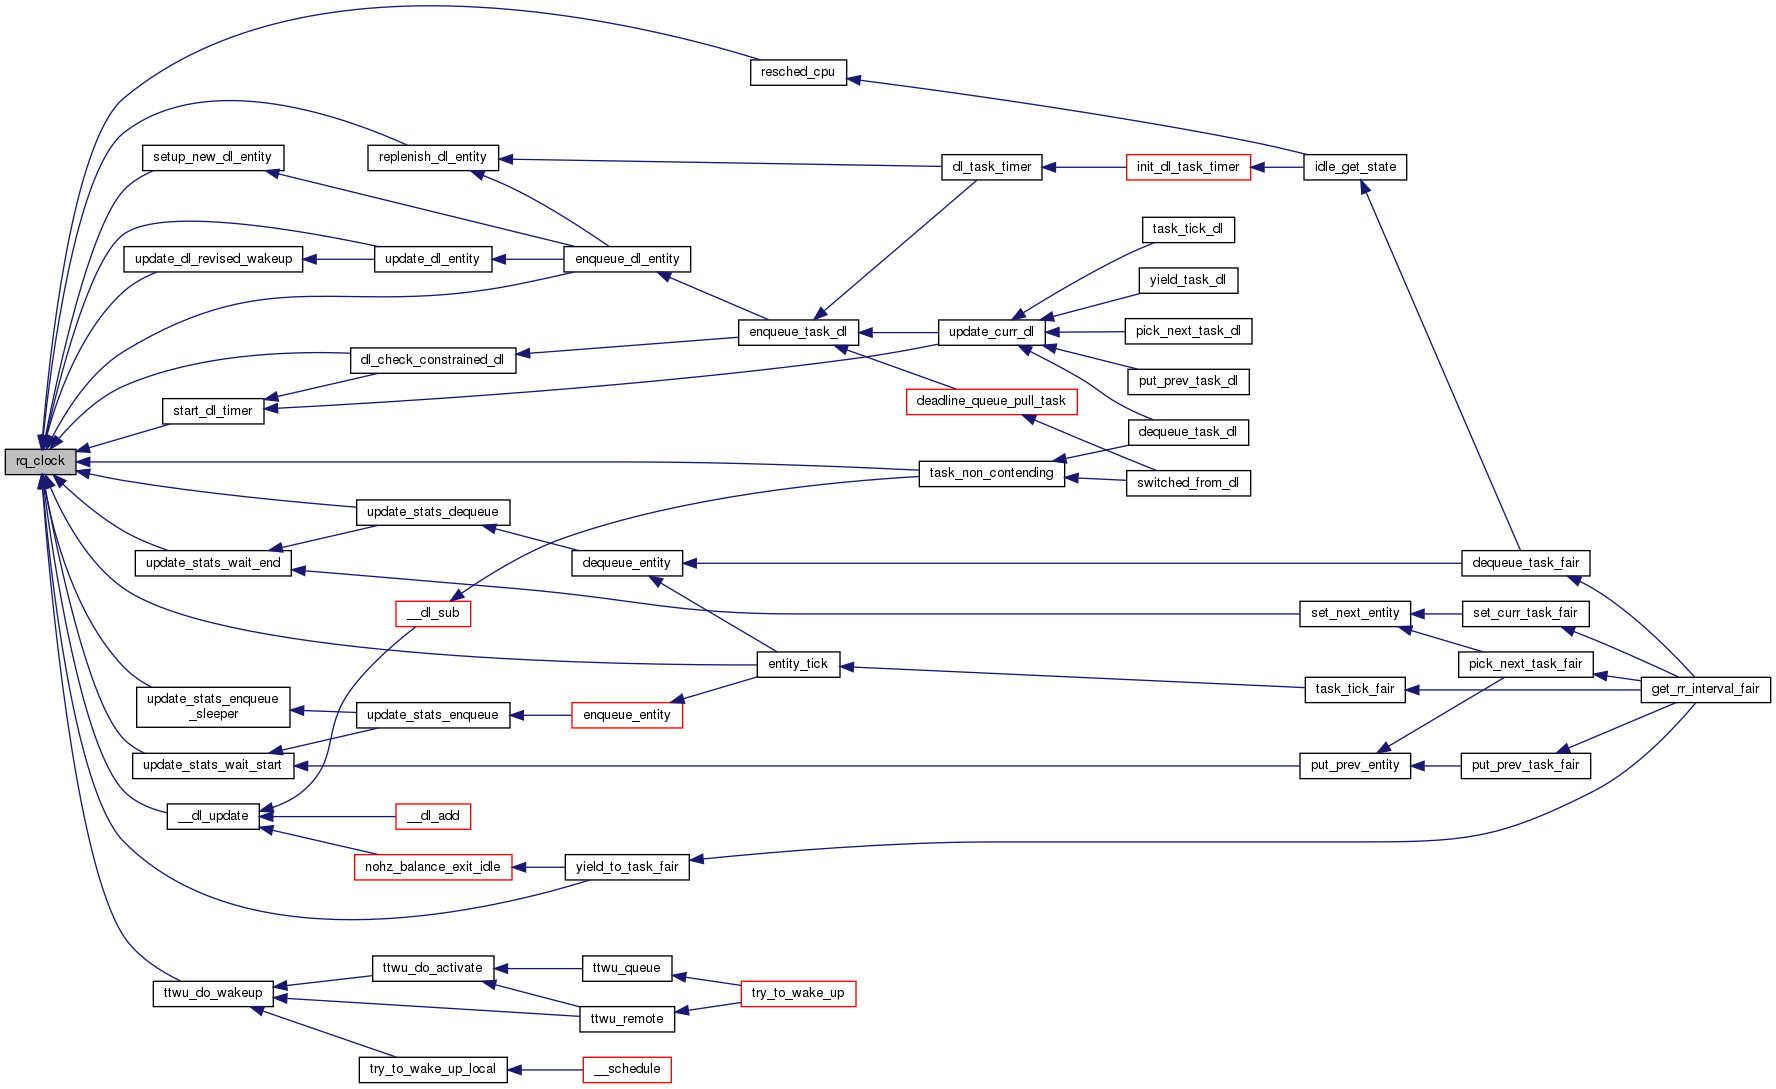 resched_cpu
setup_new_dl_entity
replenish_dl_entity
dl_task_timer
init_dl_task_timer
idle_get_state
task_tick_dl
update_dl_revised_wakeup
update_dl_entity
enqueue_dl_entity
yield_task_dl
enqueue_task_dl
update_curr_dl
pick_next_task_dl
dl_check_constrained_dl
put_prev_task_dl
start_dl_timer
deadline_queue_pull_task
dequeue_task_dl
rq_clock
task_non_contending
switched_from_dl
update_stats_dequeue
update_stats_wait_end
dequeue_entity
dequeue_task_fair
__dl_sub
set_next_entity
set_curr_task_fair
entity_tick
pick_next_task_fair
task_tick_fair
get_rr_interval_fair
update_stats_enqueue
_sleeper
update_stats_enqueue
enqueue_entity
update_stats_wait_start
put_prev_entity
put_prev_task_fair
__dl_update
__dl_add
nohz_balance_exit_idle
yield_to_task_fair
ttwu_do_activate
ttwu_queue
ttwu_do_wakeup
try_to_wake_up
ttwu_remote
try_to_wake_up_local
__schedule